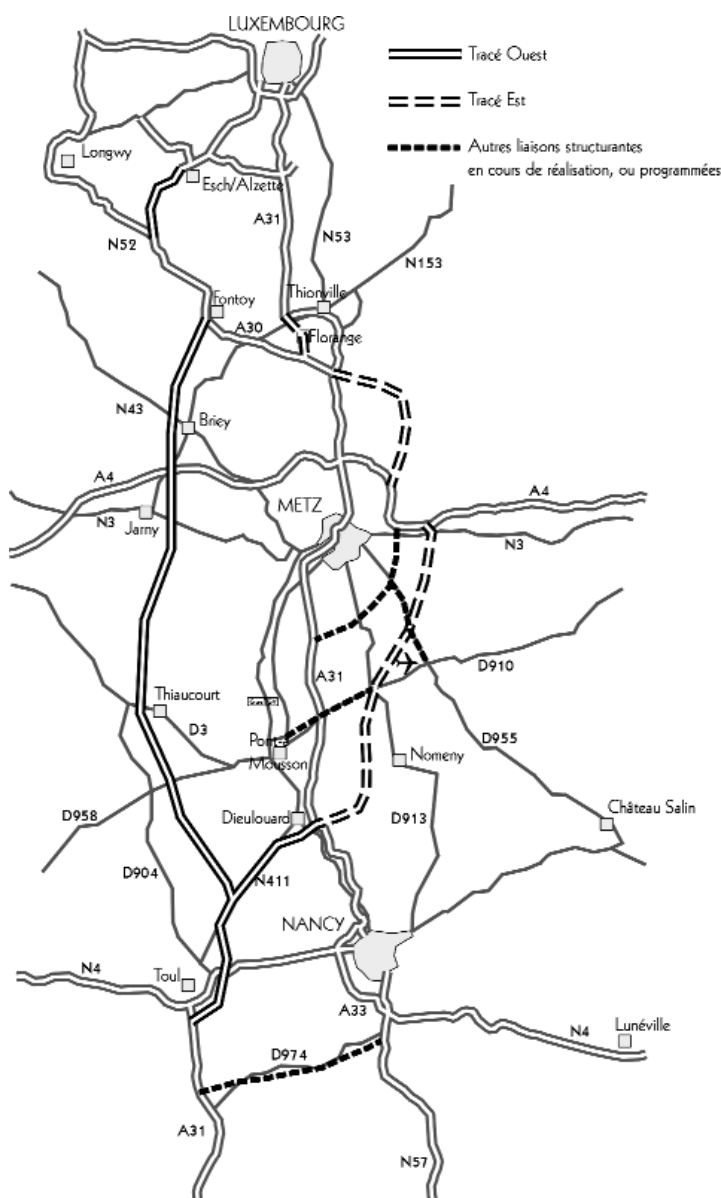 LUXEMBOURG
Tracé Ouest
Tracé Est
Autres liaisons structurantes
en cours de réalisation, ou programmées
Longwy
Esch/Alzette
A31
N52
N53
N153
Fontoy
Thionville
A30
Florange
N43
Briey
A4
METZ
A4
N3
Jarny
N3
A31
D910
Thiaucourt
D3
Pont-
Mousson
D955
Nomeny
D958
Dieulouard
D913
Château Salin
D904
N411
NANCY
N4
Toul
A33
N4
Lunéville
D974
A31
N57